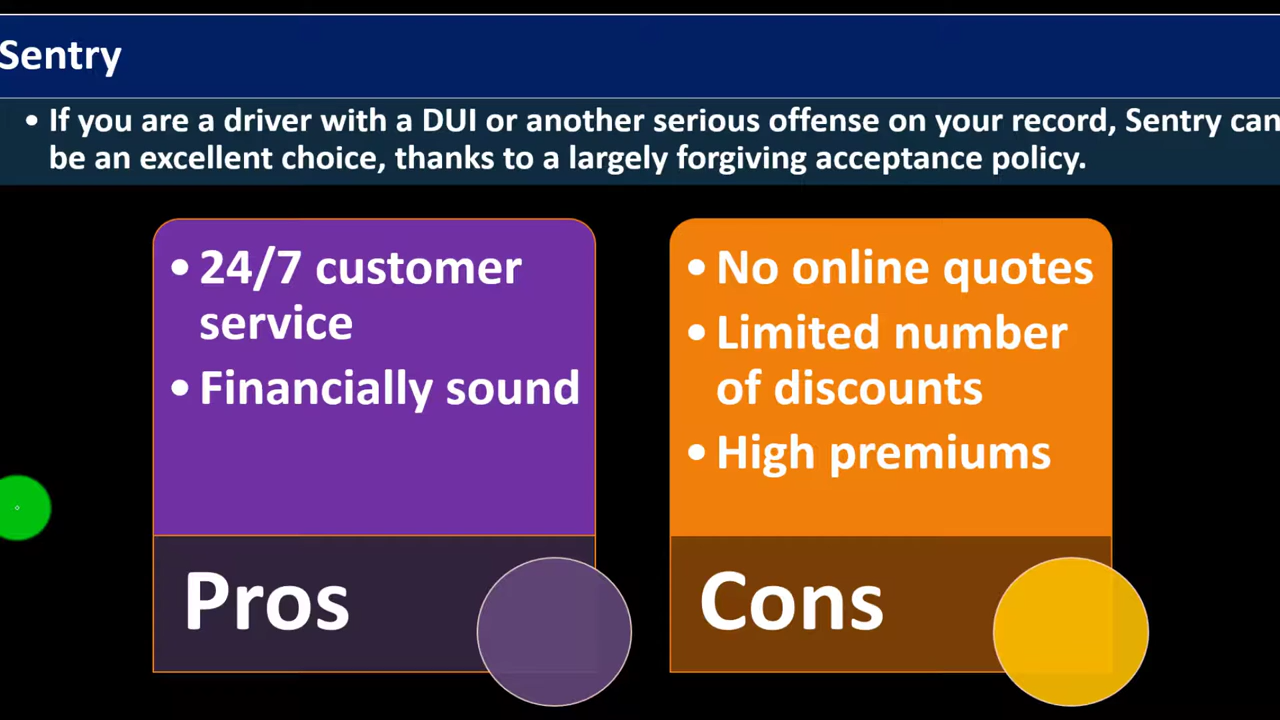 Sentry
• If you are a driver with a DUI or another serious offense on your record, Sentry can
be an excellent choice, thanks to a largely forgiving acceptance policy.
• 24/7 customer
service
• Financially sound
Pros
• No online quotes
• Limited number
of discounts
• High premiums
Cons